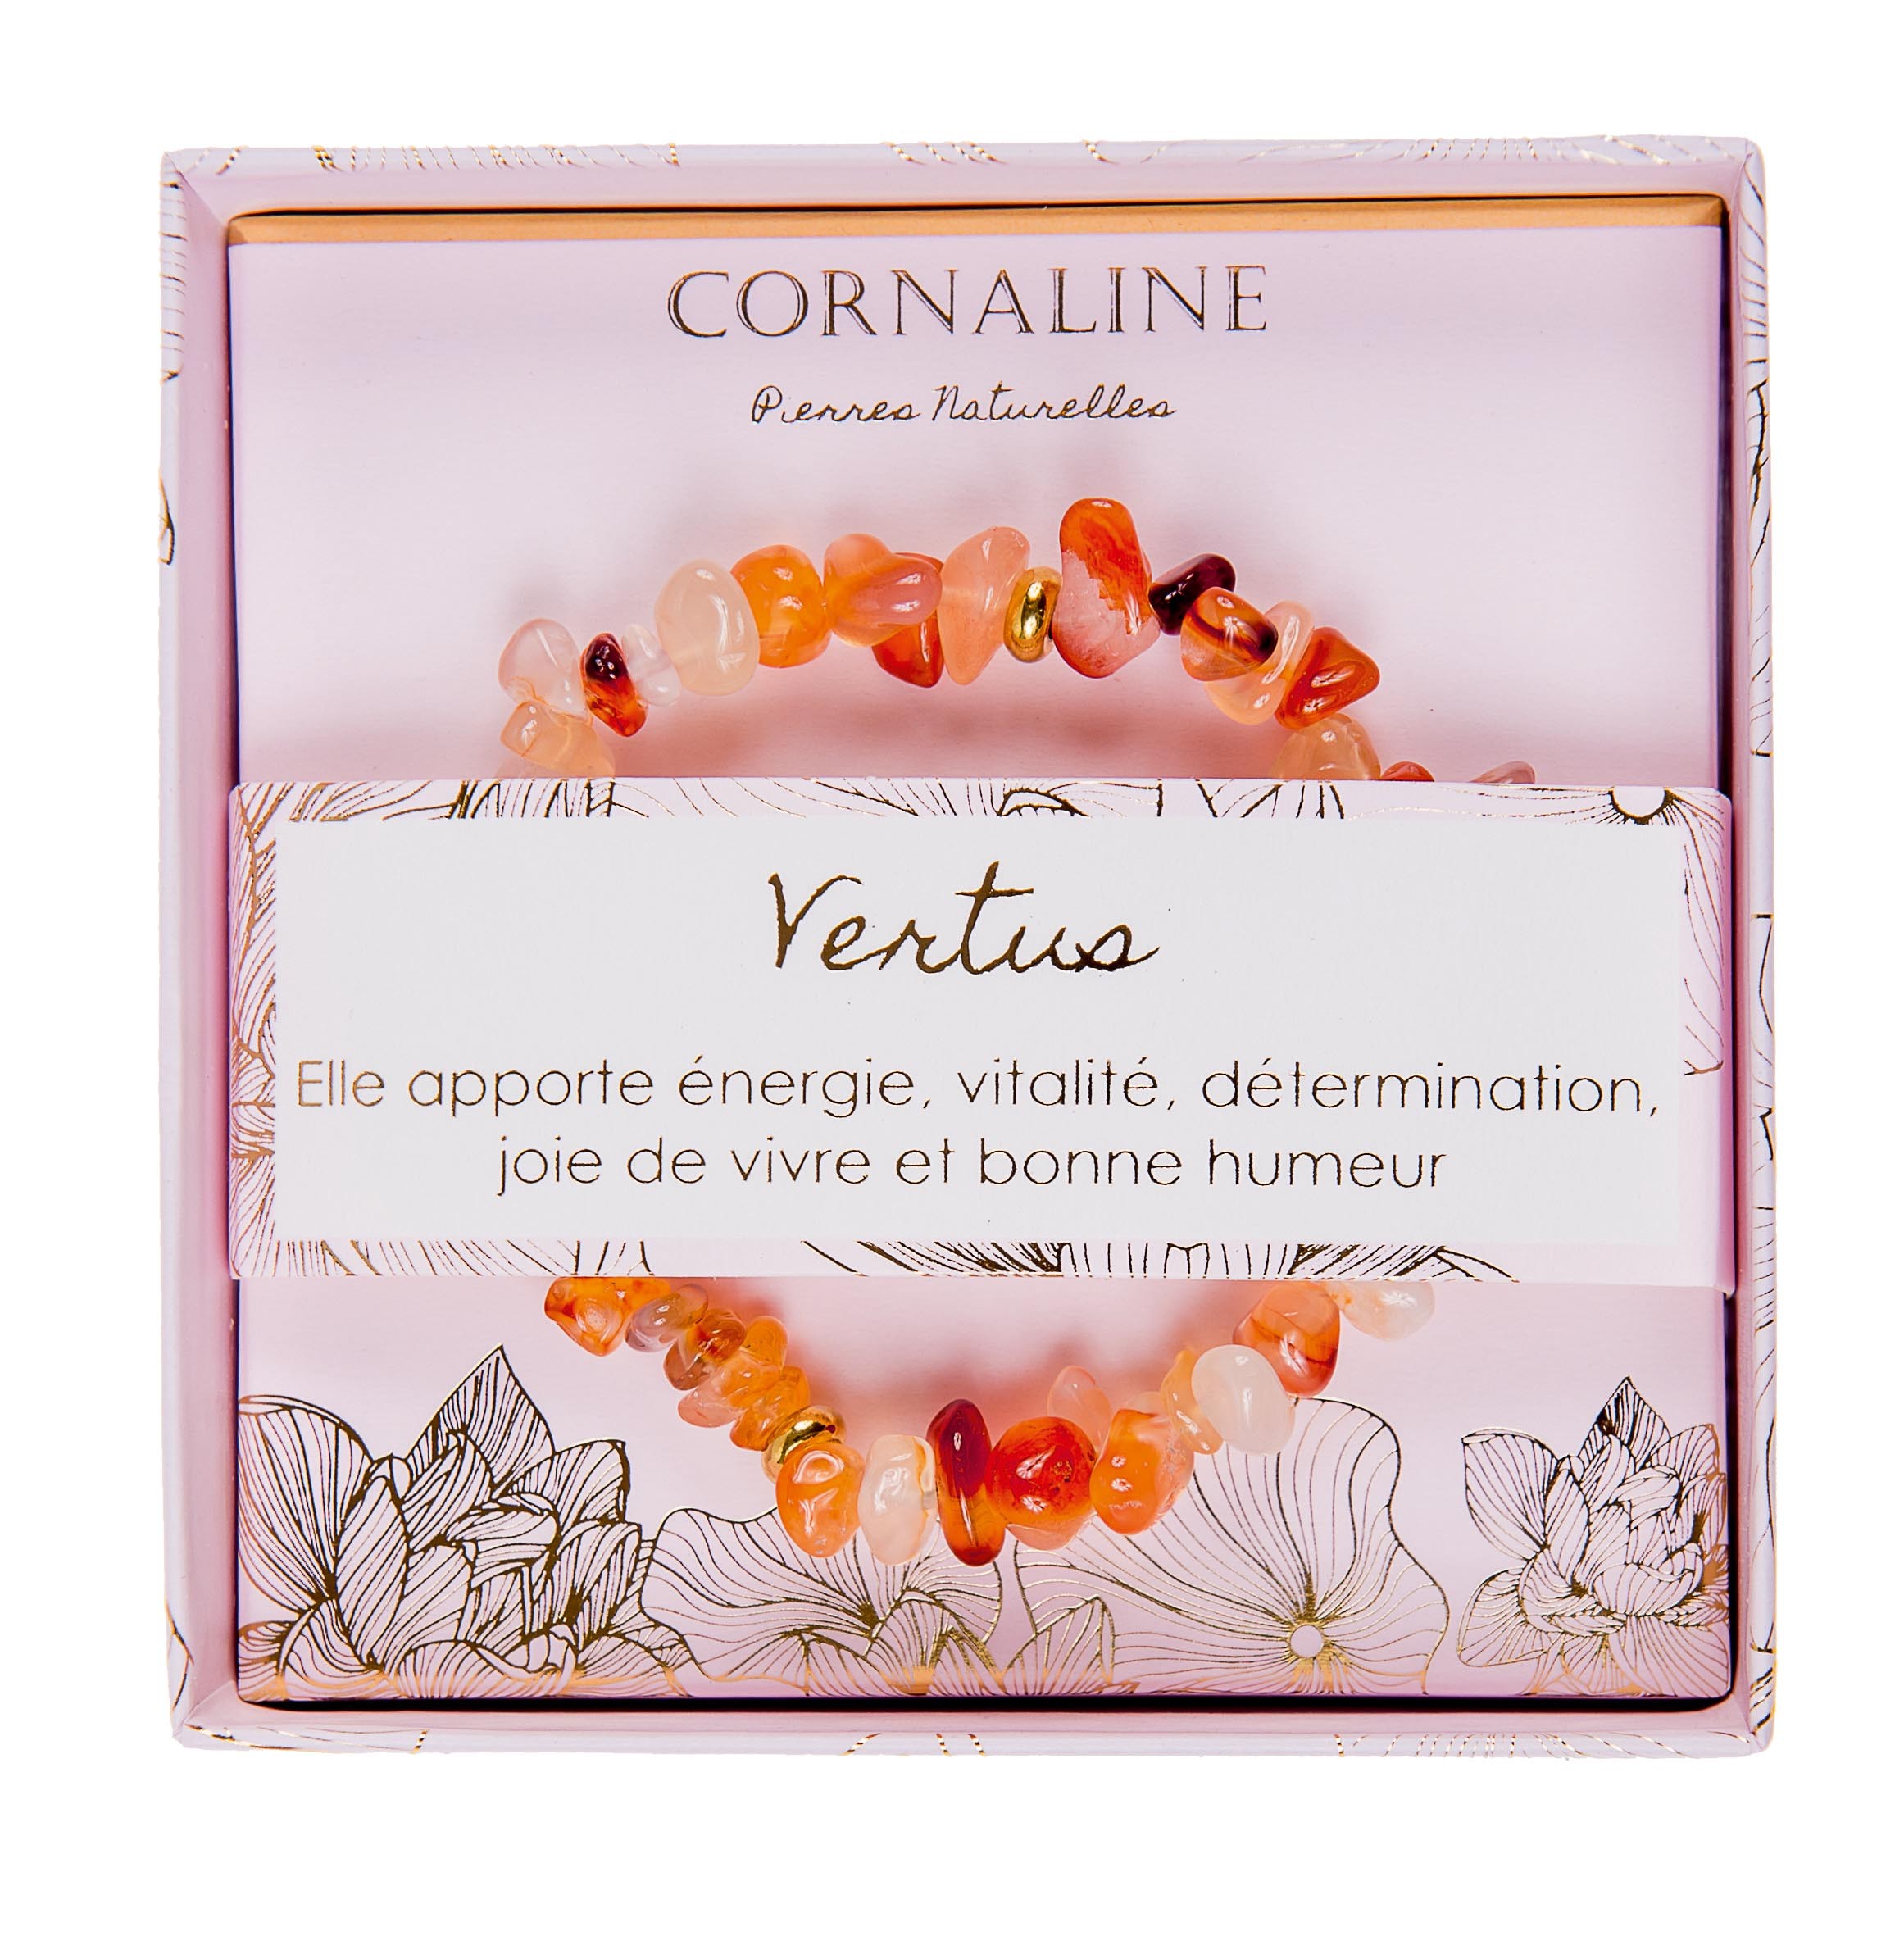 CORNALINE
Pierres Naturelles
Vertus
Elle apporte énergie, vitalité, détermination,
joie de vivre et bonne humeur